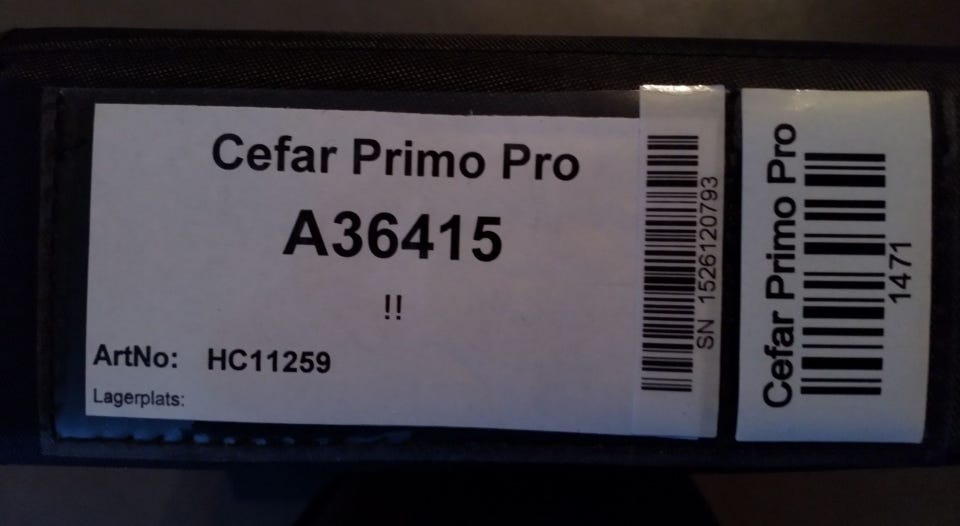 Cefar Primo Pro
A36415
!!
ArtNo: HC11259
Lagerplats:
SN 1526120793
Cefar Primo Pro
1471